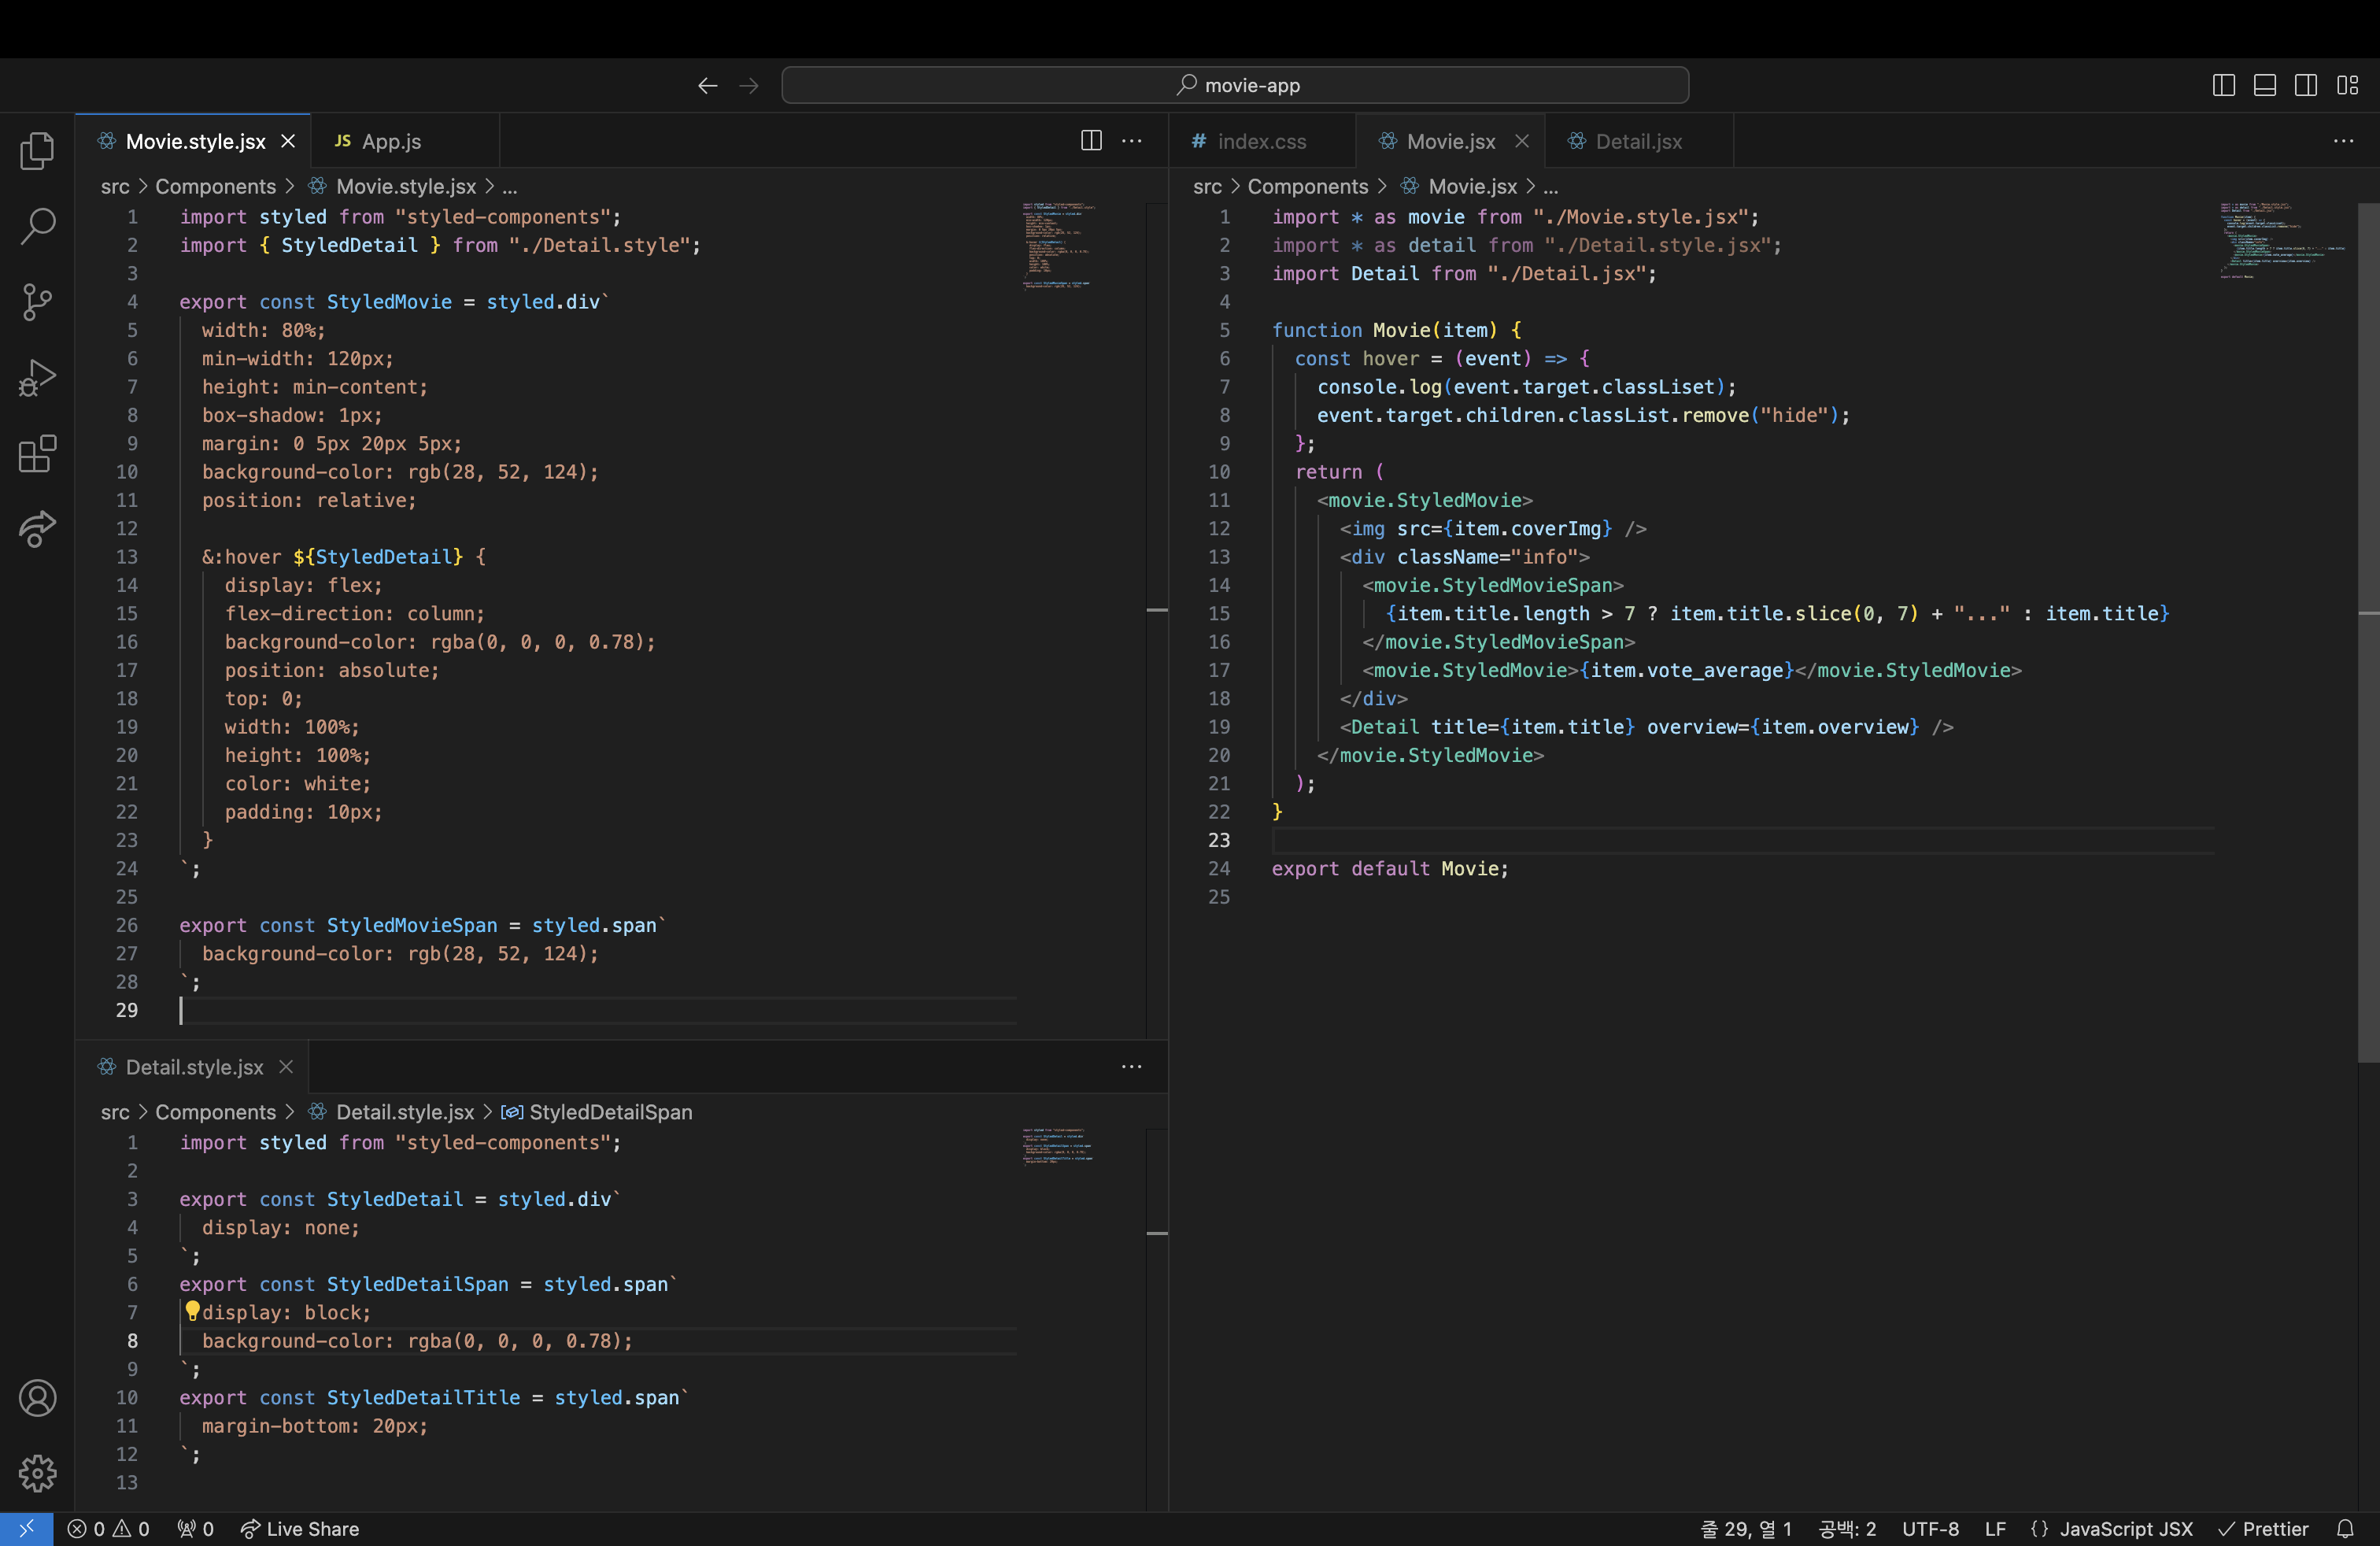 movie-app
Movie.style.jsx
JS App.js
src > Components > Movie.style.jsx > ...
1 import styled from "styled-components";
2 import { StyledDetail } from "./Detail.style";
3
4 export const StyledMovie = styled.div`
5 width: 80%;
6 min-width: 120px;
7 height: min-content;
8 box-shadow: 1px;
9 margin: 0 5px 20px 5px;
10 background-color: rgb(28, 52, 124);
11 position: relative;
12
13 &:hover ${StyledDetail} {
14 display: flex;
15 flex-direction: column;
16 background-color: rgba(0, 0, 0, 0.78);
17 position: absolute;
18 top: 0;
19 width: 100%;
20 height: 100%;
21 color: white;
22 padding: 10px;
23 }
24 `;
25
26 export const StyledMovieSpan = styled.span`
27 background-color: rgb(28, 52, 124);
28 `;
29
Detail.style.jsx
src > Components > Detail.style.jsx > StyledDetailSpan
1 import styled from "styled-components";
2
3 export const StyledDetail = styled.div`
4 display: none;
5 `;
6 export const StyledDetailSpan = styled.span`
7 display: block;
8 background-color: rgba(0, 0, 0, 0.78);
9 `;
10 export const StyledDetailTitle = styled.span`
11 margin-bottom: 20px;
12 `;
13
# index.css
Movie.jsx
Detail.jsx
src > Components > Movie.jsx > ...
1 import * as movie from "./Movie.style.jsx";
2 import * as detail from "./Detail.style.jsx";
3 import Detail from "./Detail.jsx";
4
5 function Movie(item) {
6 const hover = (event) => {
7 console.log(event.target.classLiset);
8 event.target.children.classList.remove("hide");
9 };
10 return (
11 <movie.StyledMovie>
12 <img src={item.coverImg} />
13 <div className="info">
14 <movie.StyledMovieSpan>
15 {item.title.length > 7 ? item.title.slice(0, 7) + "..." : item.title}
16 </movie.StyledMovieSpan>
17 <movie.StyledMovie>{item.vote_average}</movie.StyledMovie>
18 </div>
19 <Detail title={item.title} overview={item.overview} />
20 </movie.StyledMovie>
21 );
22 }
23
24 export default Movie;
25
0 0 0 Live Share
줄 29, 열 1 공백: 2 UTF-8 LF {} JavaScript JSX Prettier